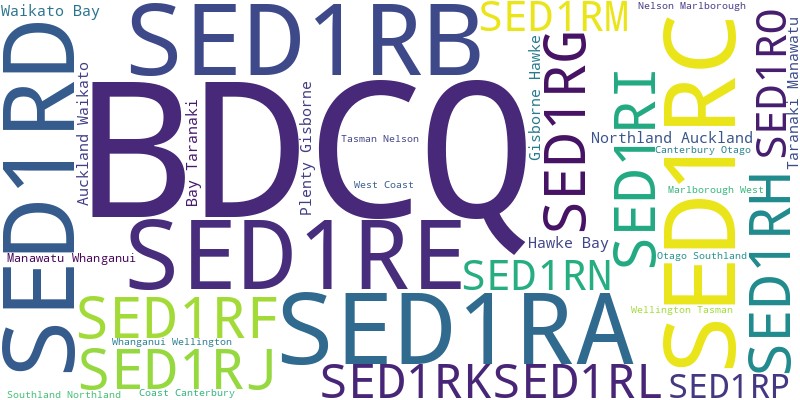 Waikato Bay
SED1RB
SED1RM
Nelson Marlborough
SED1RD
Auckland Waikato
BDCQ
Bay Taranaki
Plenty Gisborne
Tasman Nelson
West Coast
Gisborne Hawke
SED1RG
SED1RI
Northland Auckland
SED1RC
Canterbury Otago
SED1RO
Taranaki Manawatu
Marlborough West
SED1RH
SED1RE
Hawke Bay
Manawatu Whanganui
Otago Southland
SED1RN
SED1RF
SED1RA
Wellington Tasman
Whanganui Wellington
SED1RJ
SED1RK
SED1RL
SED1RP
Southland Northland
Coast Canterbury